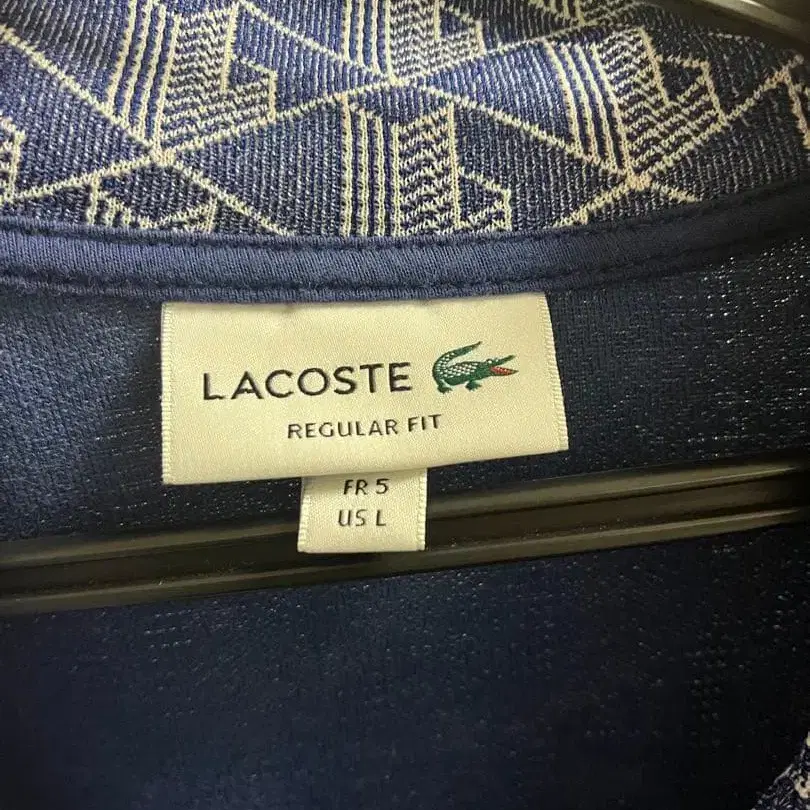 LACOSTE
REGULAR FIT
FR 5
US L